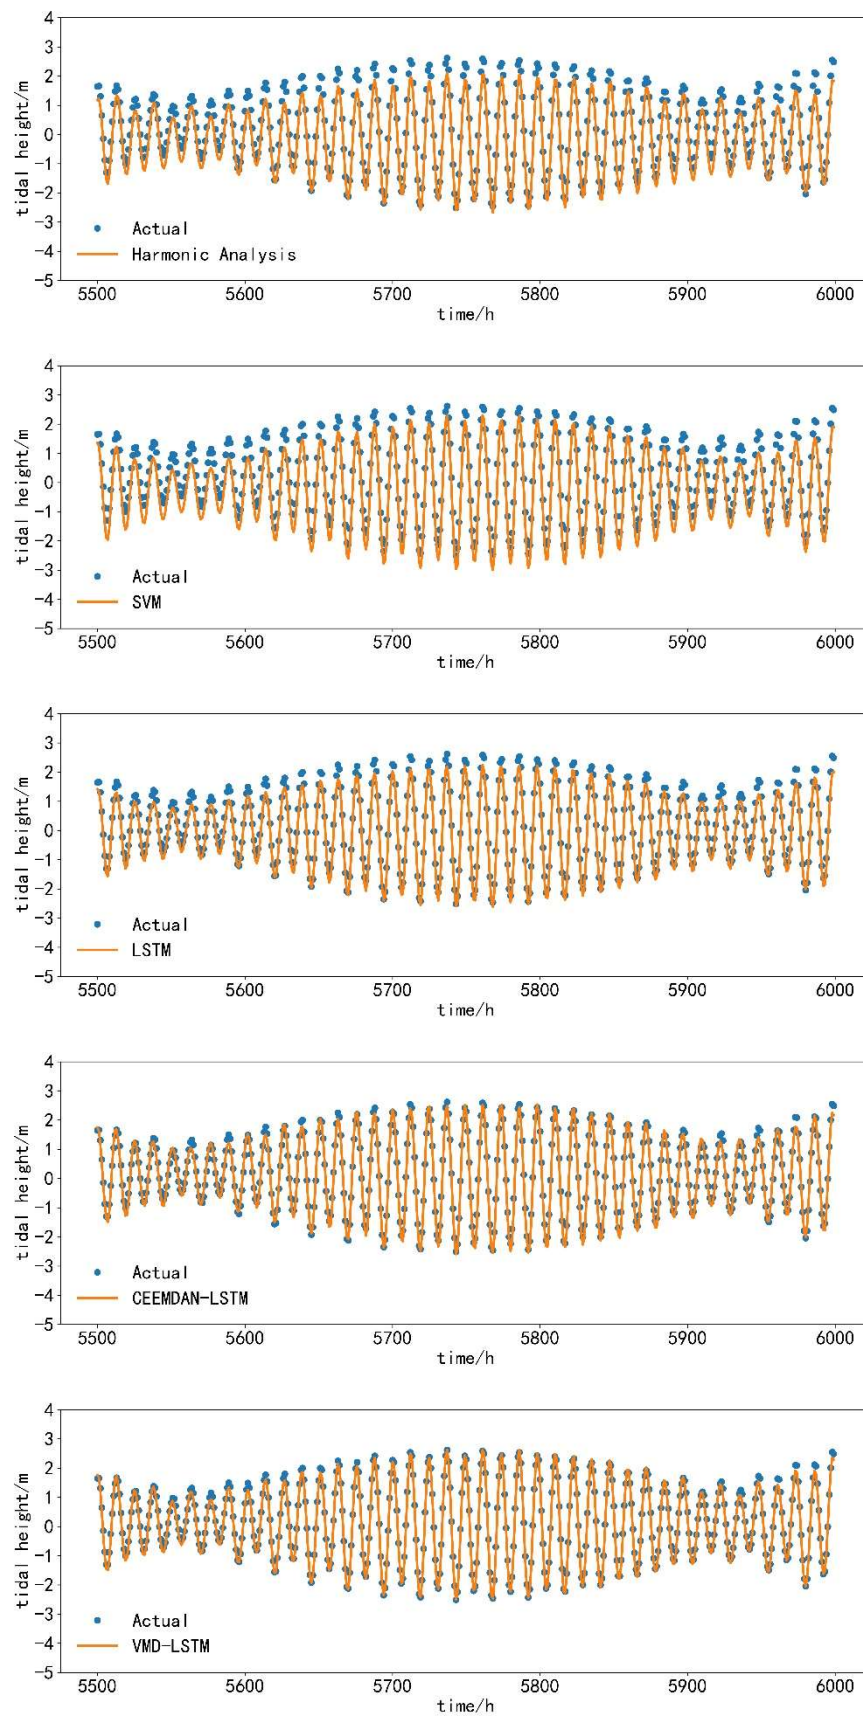 4
3
2
1
0
−1
−2
−3
−4
−5
tidal height/m
Actual
Harmonic Analysis
5500 5600 5700 5800 5900 6000
time/h
4
3
2
1
0
−1
−2
−3
−4
−5
tidal height/m
Actual
SVM
5500 5600 5700 5800 5900 6000
time/h
4
3
2
1
0
−1
−2
−3
−4
−5
tidal height/m
Actual
LSTM
5500 5600 5700 5800 5900 6000
time/h
4
3
2
1
0
−1
−2
−3
−4
−5
tidal height/m
Actual
CEEMDAN-LSTM
5500 5600 5700 5800 5900 6000
time/h
4
3
2
1
0
−1
−2
−3
−4
−5
tidal height/m
Actual
VMD-LSTM
5500 5600 5700 5800 5900 6000
time/h